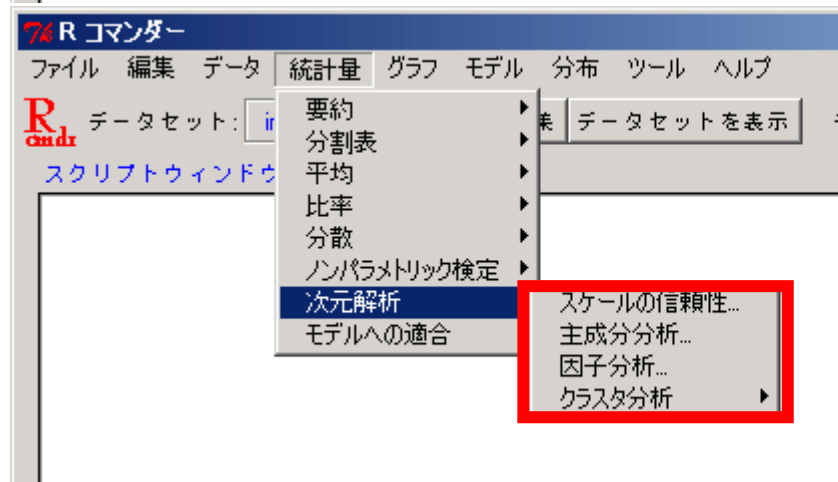 R コマンダー
ファイル 編集 データ 統計量 グラフ モデル 分布 ツール ヘルプ
Rcmdr データセット: データセットを表示
スクリプトウィンドウ
要約
分割表
平均
比率
分散
ノンパラメトリック検定
次元解析
モデルへの適合
スケールの信頼性...
主成分分析...
因子分析...
クラスタ分析